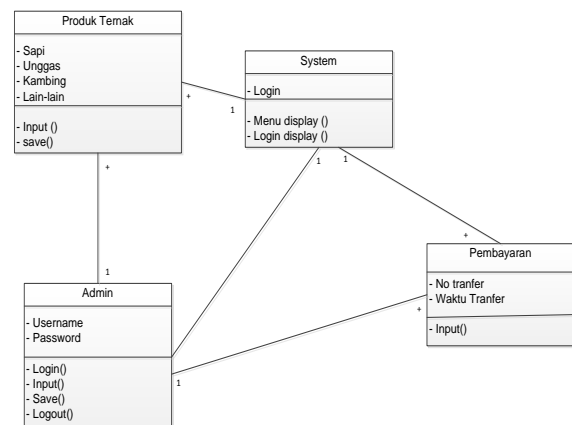 Produk Ternak
- Sapi
- Unggas
- Kambing
- Lain-lain
- Input ()
- save()
+
1
System
- Login
- Menu display ()
- Login display ()
1
1
+
+
1
Admin
- Username
- Password
- Login()
- Input()
- Save()
- Logout()
1
+
Pembayaran
- No tranfer
- Waktu Tranfer
- Input()